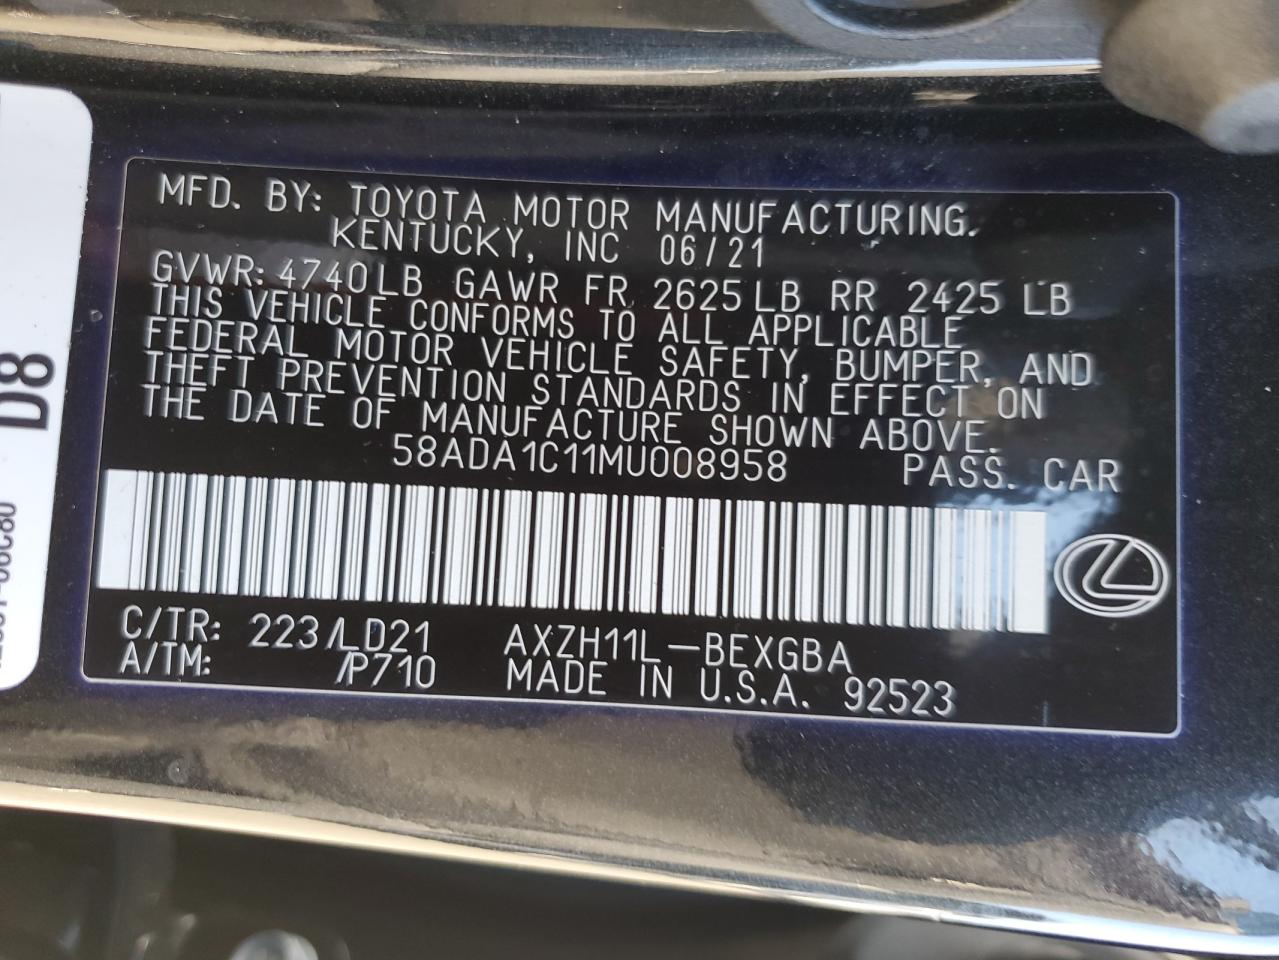 MFD. BY: TOYOTA MOTOR MANUFACTURING.
KENTUCKY, INC 06/21
GVWR: 4740LB GAWR FR 2625LB RR 2425 LB
THIS VEHICLE CONFORMS TO ALL APPLICABLE
FEDERAL MOTOR VEHICLE SAFETY, BUMPER, AND
THEFT PREVENTION STANDARDS IN EFFECT ON
THE DATE OF MANUFACTURE SHOWN ABOVE.
58ADA1C11MU008958 PASS. CAR
C/TR: 223/LD21 AXZH11L-BEXGBA
A/TM: /P710 MADE IN U.S.A. 92523
D8